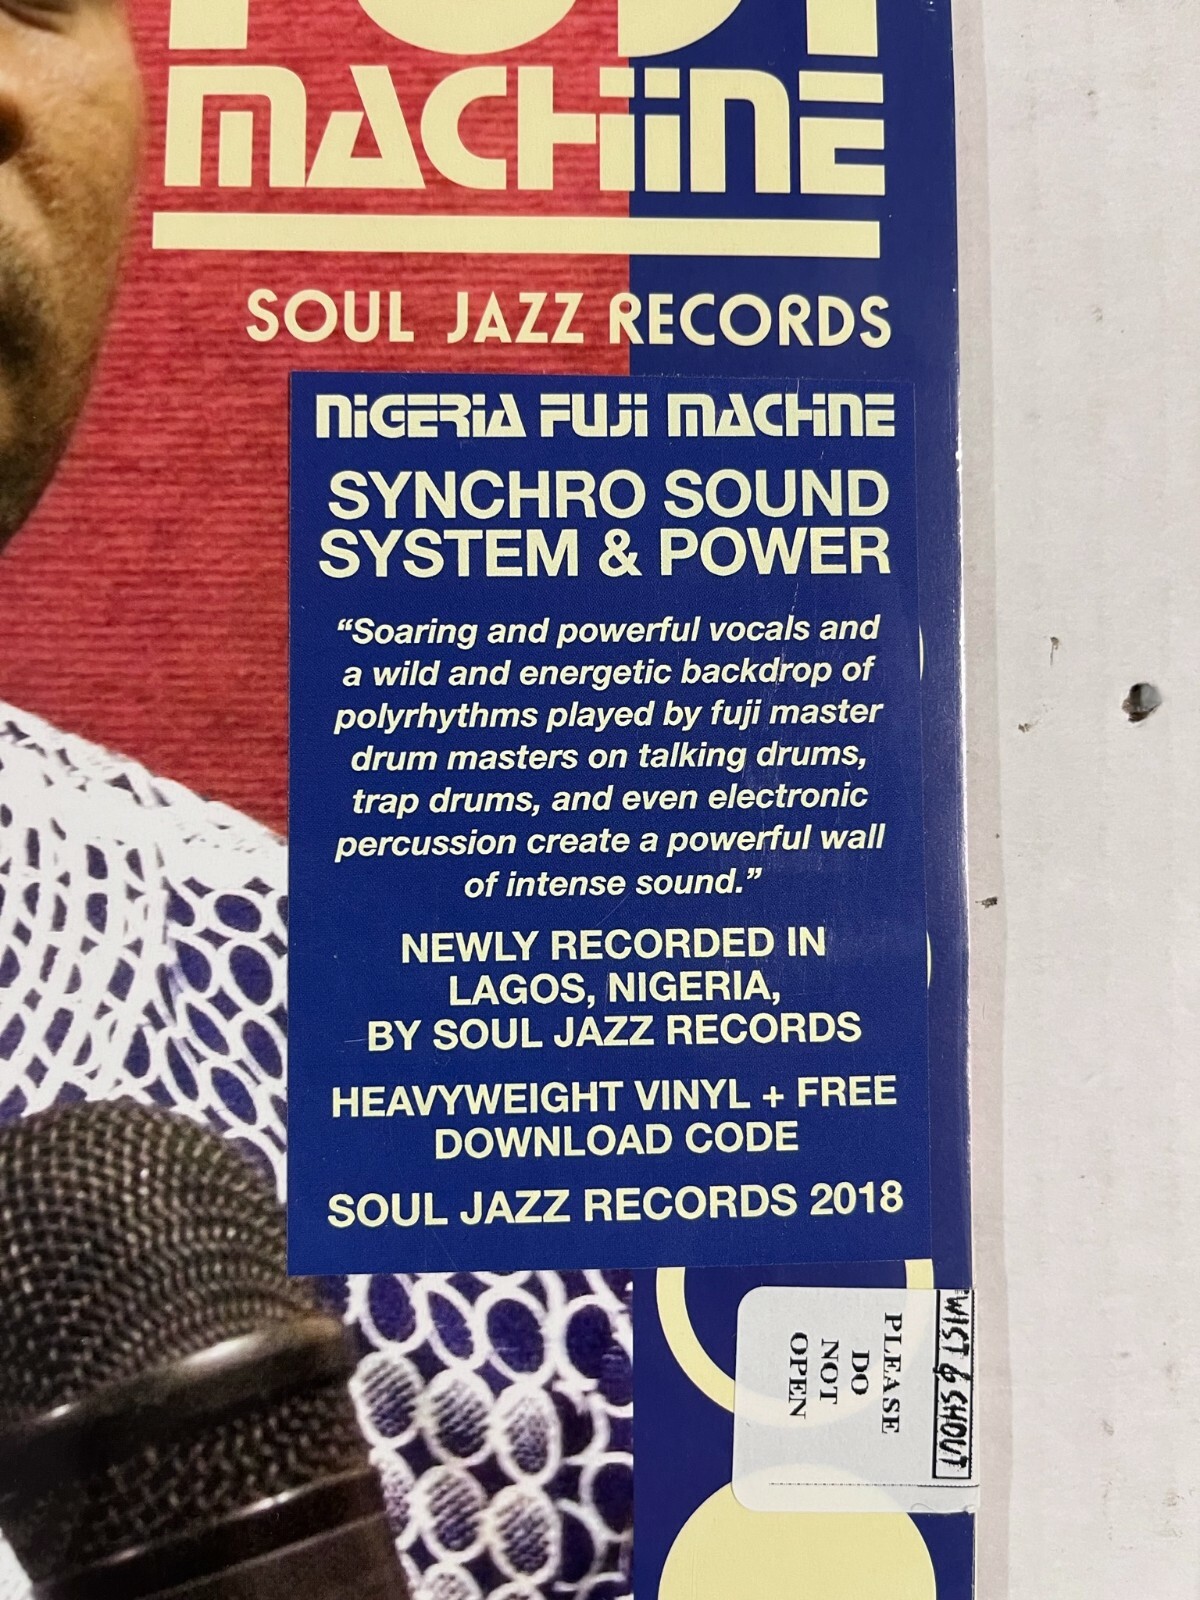 MACHINE
SOUL JAZZ RECORDS
NIGERIA FUJI MACHINE
SYNCHRO SOUND
SYSTEM & POWER
“Soaring and powerful vocals and
a wild and energetic backdrop of
polyrhythms played by fuji master
drum masters on talking drums,
trap drums, and even electronic
percussion create a powerful wall
of intense sound.”
NEWLY RECORDED IN
LAGOS, NIGERIA,
BY SOUL JAZZ RECORDS
HEAVYWEIGHT VINYL + FREE
DOWNLOAD CODE
SOUL JAZZ RECORDS 2018
WIST & SHOUT
PLEASE
DO
NOT
OPEN